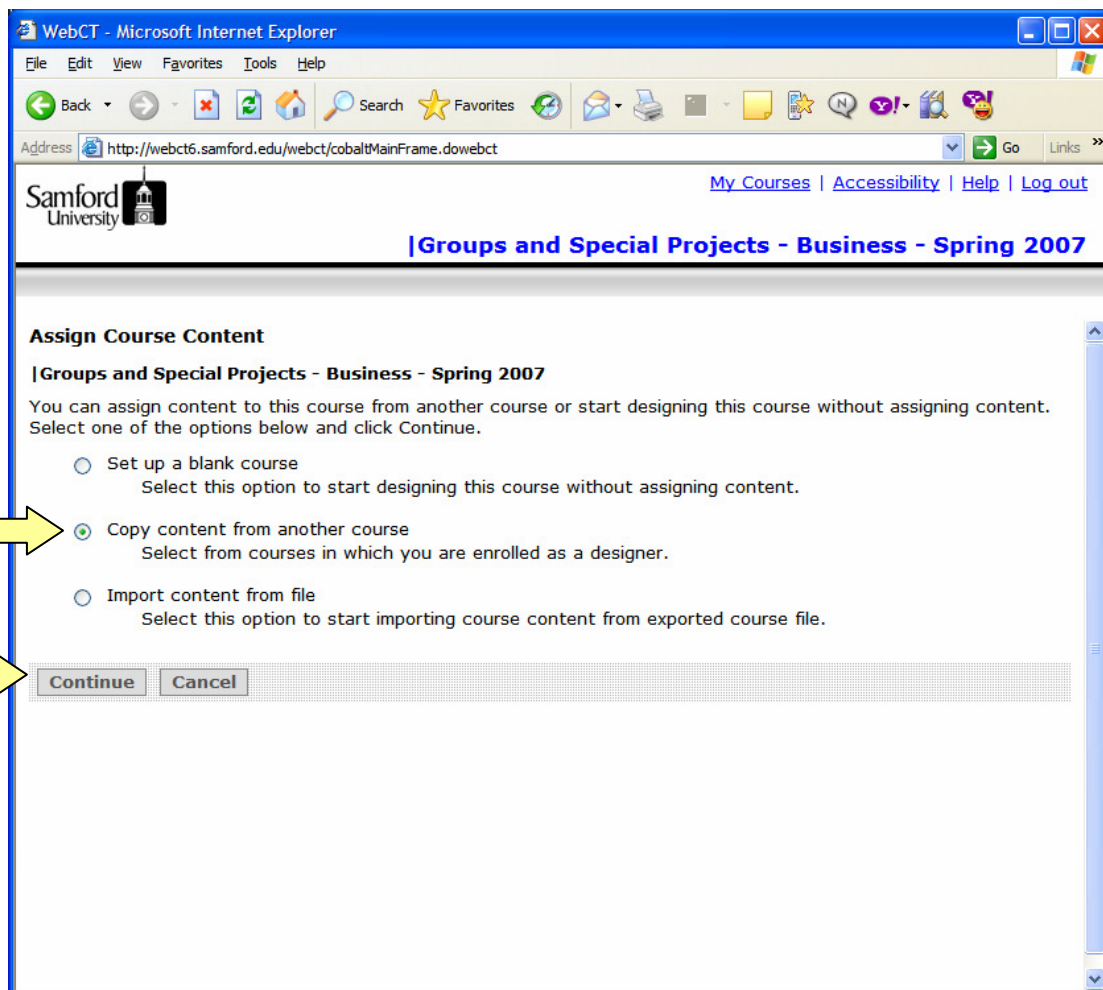 WebCT - Microsoft Internet Explorer
File Edit View Favorites Tools Help
Back Search Favorites
Address http://webct6.samford.edu/webct/cobaltMainFrame.dowebct Go Links »
Samford
University
My Courses | Accessibility | Help | Log out
|Groups and Special Projects - Business - Spring 2007
Assign Course Content
|Groups and Special Projects - Business - Spring 2007
You can assign content to this course from another course or start designing this course without assigning content.
Select one of the options below and click Continue.
Set up a blank course
Select this option to start designing this course without assigning content.
Copy content from another course
Select from courses in which you are enrolled as a designer.
Import content from file
Select this option to start importing course content from exported course file.
Continue Cancel